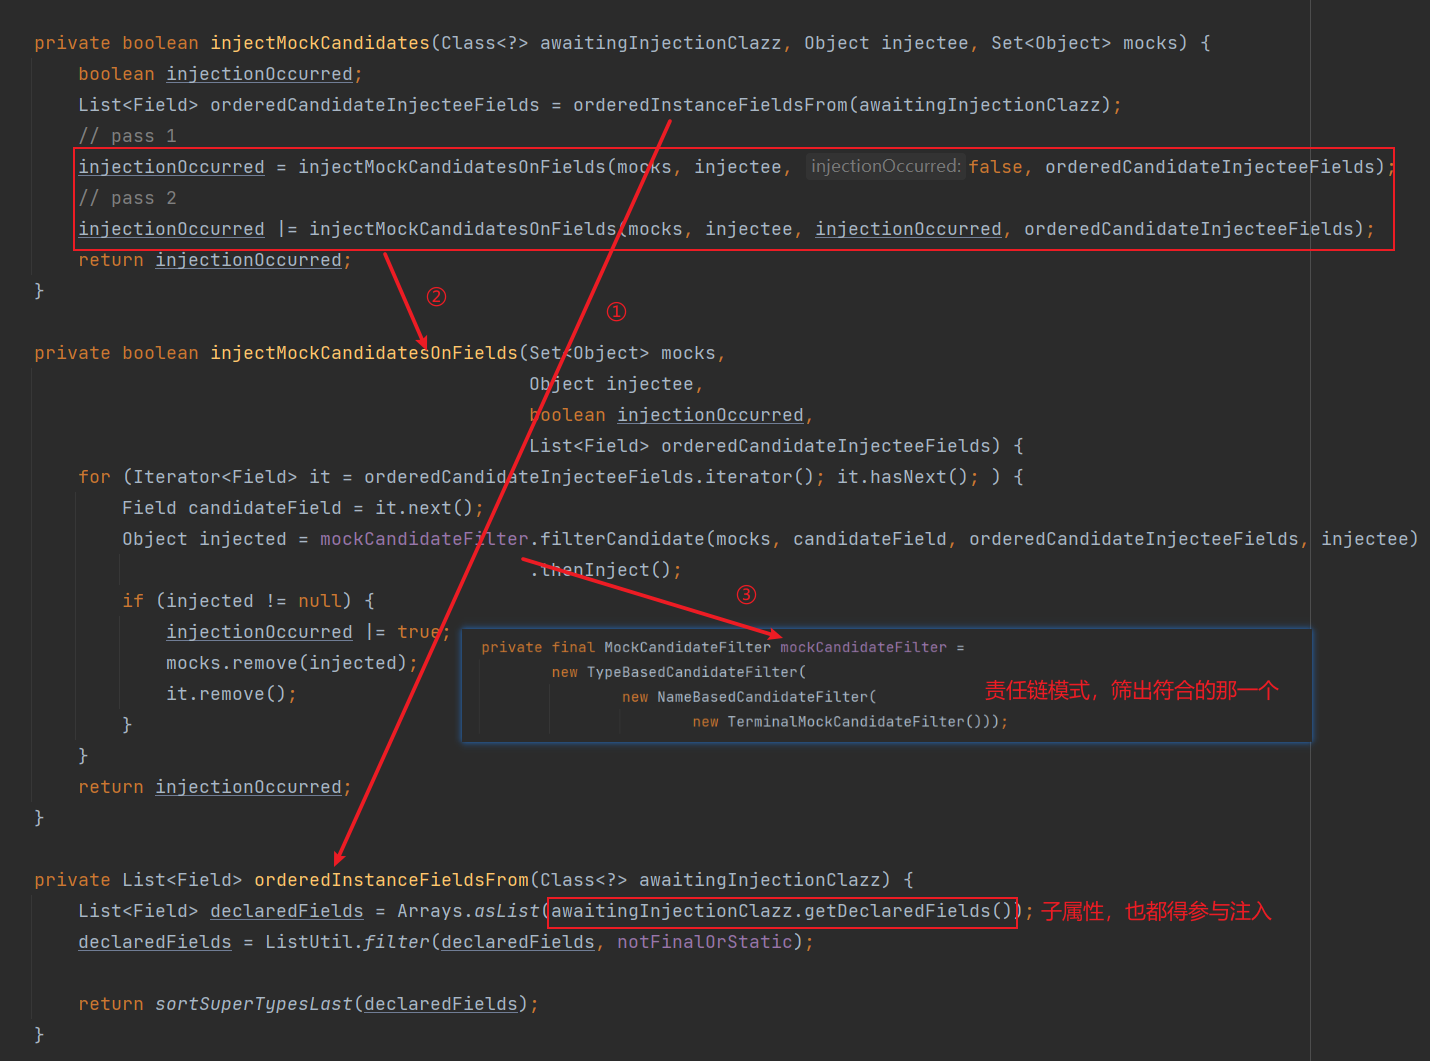 private boolean injectMockCandidates(Class<?> awaitingInjectionClazz, Object injectee, Set<Object> mocks) {
boolean injectionOccurred;
List<Field> orderedCandidateInjecteeFields = orderedInstanceFieldsFrom(awaitingInjectionClazz);
// pass 1
injectionOccurred = injectMockCandidatesOnFields(mocks, injectee, injectionOccurred: false, orderedCandidateInjecteeFields);
// pass 2
injectionOccurred |= injectMockCandidatesOnFields(mocks, injectee, injectionOccurred, orderedCandidateInjecteeFields);
return injectionOccurred;
}
②
①
private boolean injectMockCandidatesOnFields(Set<Object> mocks,
Object injectee,
boolean injectionOccurred,
List<Field> orderedCandidateInjecteeFields) {
for (Iterator<Field> it = orderedCandidateInjecteeFields.iterator(); it.hasNext(); ) {
Field candidateField = it.next();
Object injected = mockCandidateFilter.filterCandidate(mocks, candidateField, orderedCandidateInjecteeFields, injectee)
.thenInject();
③
if (injected != null) {
injectionOccurred |= true;
mocks.remove(injected);
it.remove();
}
}
return injectionOccurred;
}
private final MockCandidateFilter mockCandidateFilter =
new TypeBasedCandidateFilter(
new NameBasedCandidateFilter(
new TerminalMockCandidateFilter()));
责任链模式，筛出符合的那一个
private List<Field> orderedInstanceFieldsFrom(Class<?> awaitingInjectionClazz) {
List<Field> declaredFields = Arrays.asList(awaitingInjectionClazz.getDeclaredFields()); 子属性，也都得参与注入
declaredFields = ListUtil.filter(declaredFields, notFinalOrStatic);
return sortSuperTypesLast(declaredFields);
}